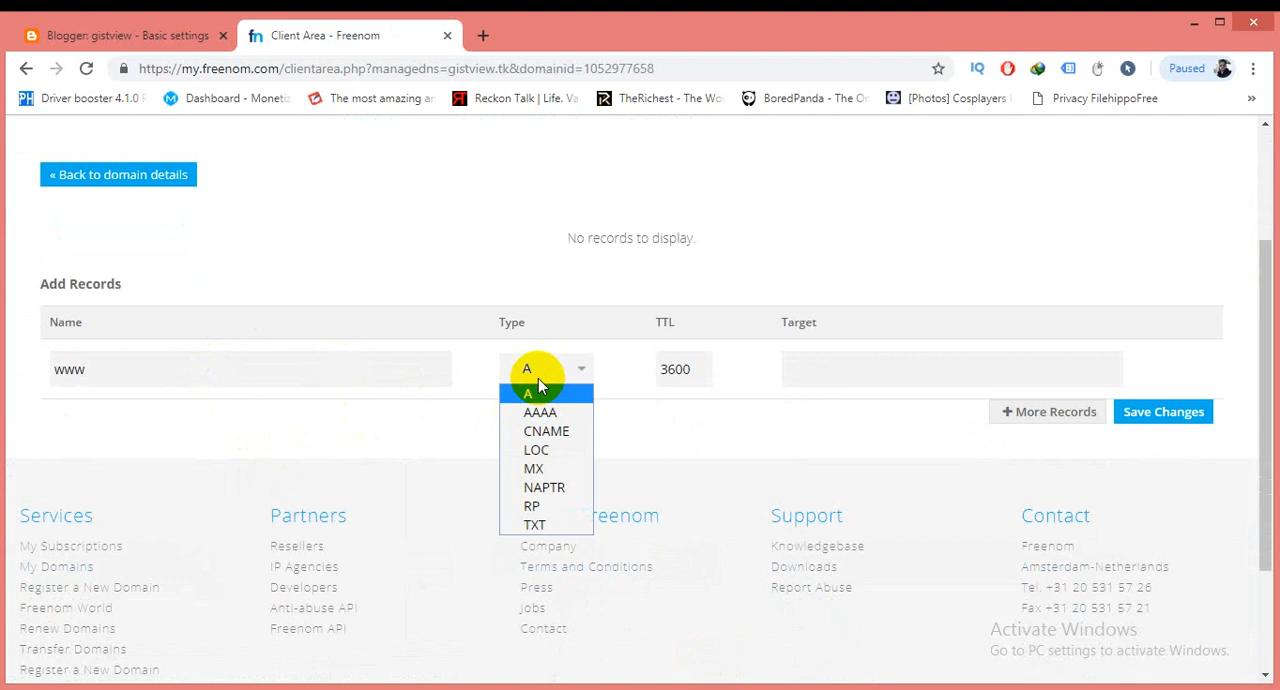 Blogger: gistview - Basic settings
Client Area - Freenom
https://my.freenom.com/clientarea.php?managedns=gistview.tk&domainid=1052977658
IQ
Paused
Driver booster 4.1.0
Dashboard - Monetiz
The most amazing
Reckon Talk | Life. Va
TheRichest - The Wo
BoredPanda - The On
[Photos] Cosplayers
Privacy FilehippoFree
»
« Back to domain details
No records to display.
Add Records
Name Type TTL Target
www A 3600
A
AAAA
CNAME
LOC
MX
NAPTR
RP
TXT
+ More Records
Save Changes
Services
My Subscriptions
My Domains
Register a New Domain
Freenom World
Renew Domains
Transfer Domains
Register a New Domain
Partners
Resellers
IP Agencies
Developers
Anti-abuse API
Freenom API
reenom
Company
Terms and Conditions
Press
Jobs
Contact
Support
Knowledgebase
Downloads
Report Abuse
Contact
Freenom
Amsterdam-Netherlands
Tel. +31 20 531 57 26
Fax +31 20 531 57 21
Activate Windows
Go to PC settings to activate Windows.